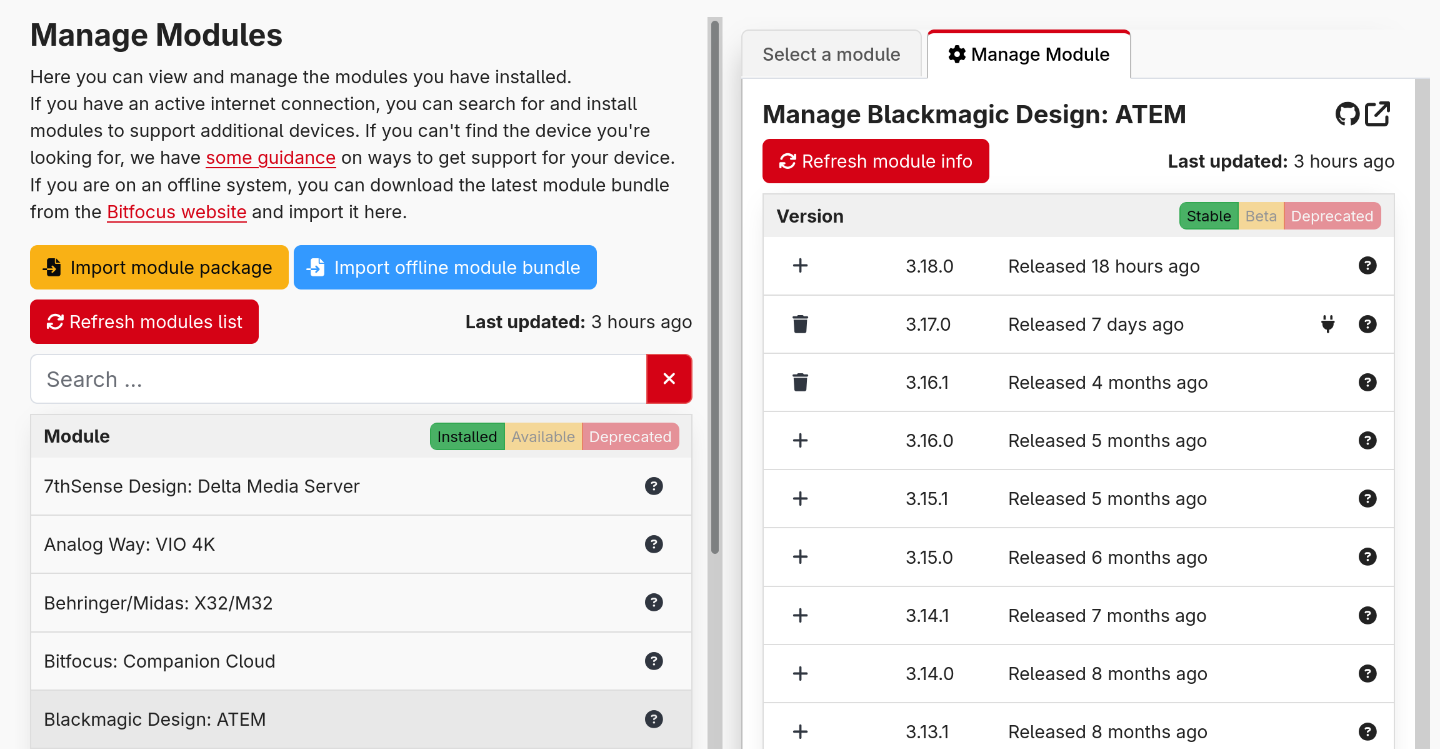 Manage Modules
Here you can view and manage the modules you have installed.
If you have an active internet connection, you can search for and install
modules to support additional devices. If you can't find the device you're
looking for, we have some guidance on ways to get support for your device.
If you are on an offline system, you can download the latest module bundle
from the Bitfocus website and import it here.
Import module package
Import offline module bundle
Refresh modules list
Last updated: 3 hours ago
Search ...
Module
Installed Available Deprecated
7thSense Design: Delta Media Server
Analog Way: VIO 4K
Behringer/Midas: X32/M32
Bitfocus: Companion Cloud
Blackmagic Design: ATEM
Select a module
Manage Module
Manage Blackmagic Design: ATEM
Refresh module info
Last updated: 3 hours ago
Version
Stable Beta Deprecated
3.18.0 Released 18 hours ago
3.17.0 Released 7 days ago
3.16.1 Released 4 months ago
3.16.0 Released 5 months ago
3.15.1 Released 5 months ago
3.15.0 Released 6 months ago
3.14.1 Released 7 months ago
3.14.0 Released 8 months ago
3.13.1 Released 8 months ago